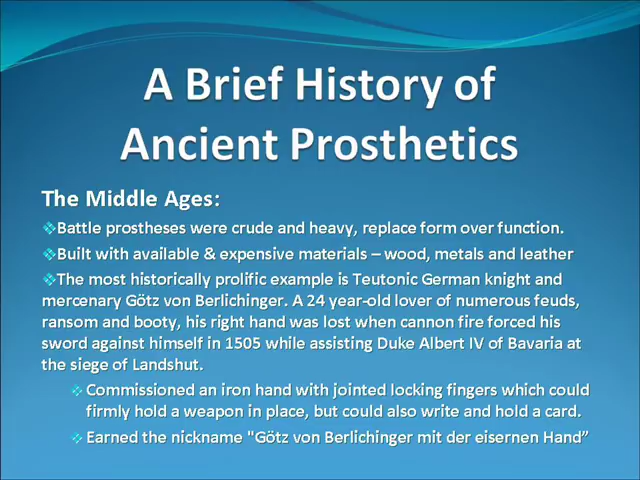 A Brief History of
Ancient Prosthetics
The Middle Ages:
Battle prostheses were crude and heavy, replace form over function.
Built with available & expensive materials – wood, metals and leather
The most historically prolific example is Teutonic German knight and
mercenary Götz von Berlichinger. A 24 year-old lover of numerous feuds,
ransom and booty, his right hand was lost when cannon fire forced his
sword against himself in 1505 while assisting Duke Albert IV of Bavaria at
the siege of Landshut.
Commissioned an iron hand with jointed locking fingers which could
firmly hold a weapon in place, but could also write and hold a card.
Earned the nickname "Götz von Berlichinger mit der eisernen Hand”